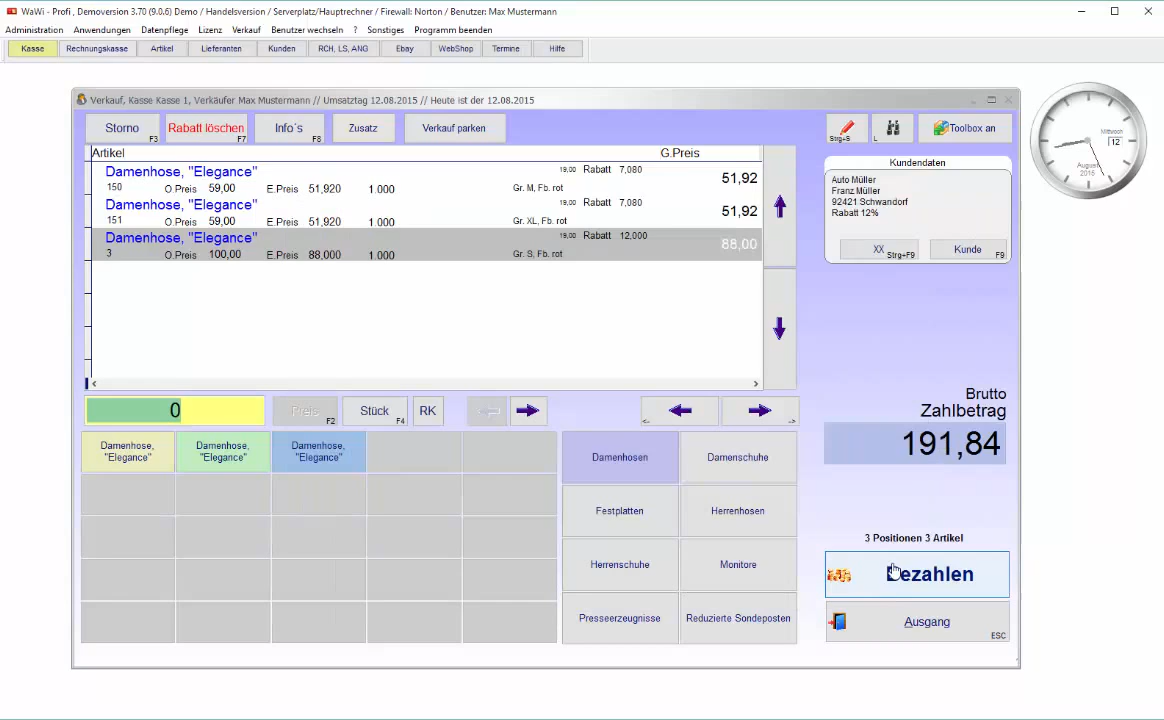 WaWi - Profi , Demoversion 3.70 (9.0.6) Demo / Handelsversion / Serverplatz/Hauptrechner / Firewall: Norton / Benutzer: Max Mustermann
Administration Anwendungen Datenpflege Lizenz Verkauf Benutzer wechseln ? Sonstiges Programm beenden
Kasse Rechnungskasse Artikel Lieferanten Kunden RCH, LS, ANG Ebay WebShop Termine Hilfe
Verkauf, Kasse Kasse 1, Verkäufer Max Mustermann // Umsatztag 12.08.2015 // Heute ist der 12.08.2015
Storno F3 Rabatt löschen F7 Info´s F8 Zusatz Verkauf parken Strg+S L Toolbox an
Artikel G.Preis
Damenhose, "Elegance" 19,00 Rabatt 7,080 51,92
150 O.Preis 59,00 E.Preis 51,920 1.000 Gr. M, Fb. rot
Damenhose, "Elegance" 19,00 Rabatt 7,080 51,92
151 O.Preis 59,00 E.Preis 51,920 1.000 Gr. XL, Fb. rot
Damenhose, "Elegance" 19,00 Rabatt 12,000 88,00
3 O.Preis 100,00 E.Preis 88,000 1.000 Gr. S, Fb. rot
Kundendaten
Auto Müller
Franz Müller
92421 Schwandorf
Rabatt 12%
XX Strg+F9 Kunde F9
Mittwoch
12
August
2015
0 Preis F2 Stück F4 RK <- ->
Brutto
Zahlbetrag
191,84
Damenhose, "Elegance" Damenhose, "Elegance" Damenhose, "Elegance"
Damenhosen Damenschuhe
Festplatten Herrenhosen
Herrenschuhe Monitore
Presseerzeugnisse Reduzierte Sondeposten
3 Positionen 3 Artikel
Bezahlen
Ausgang ESC